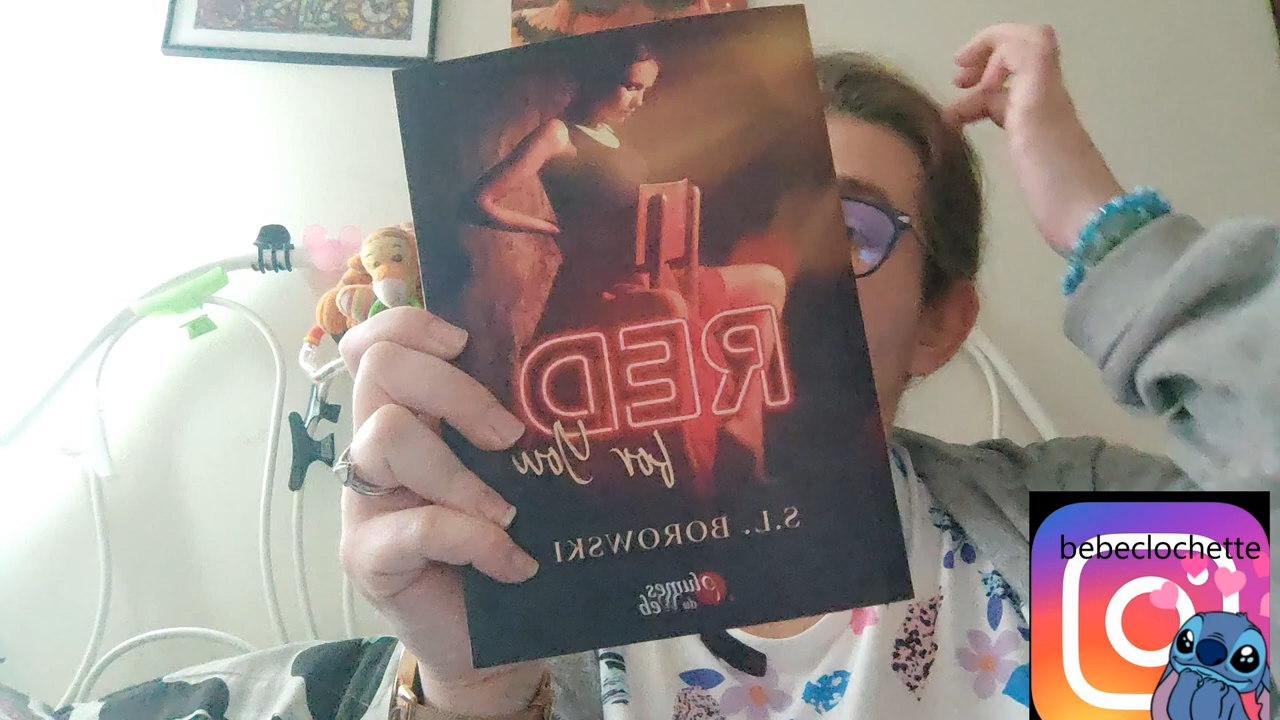 RED
for You
S.L. BOROWSKI
plumes
du Web
bebeclochette